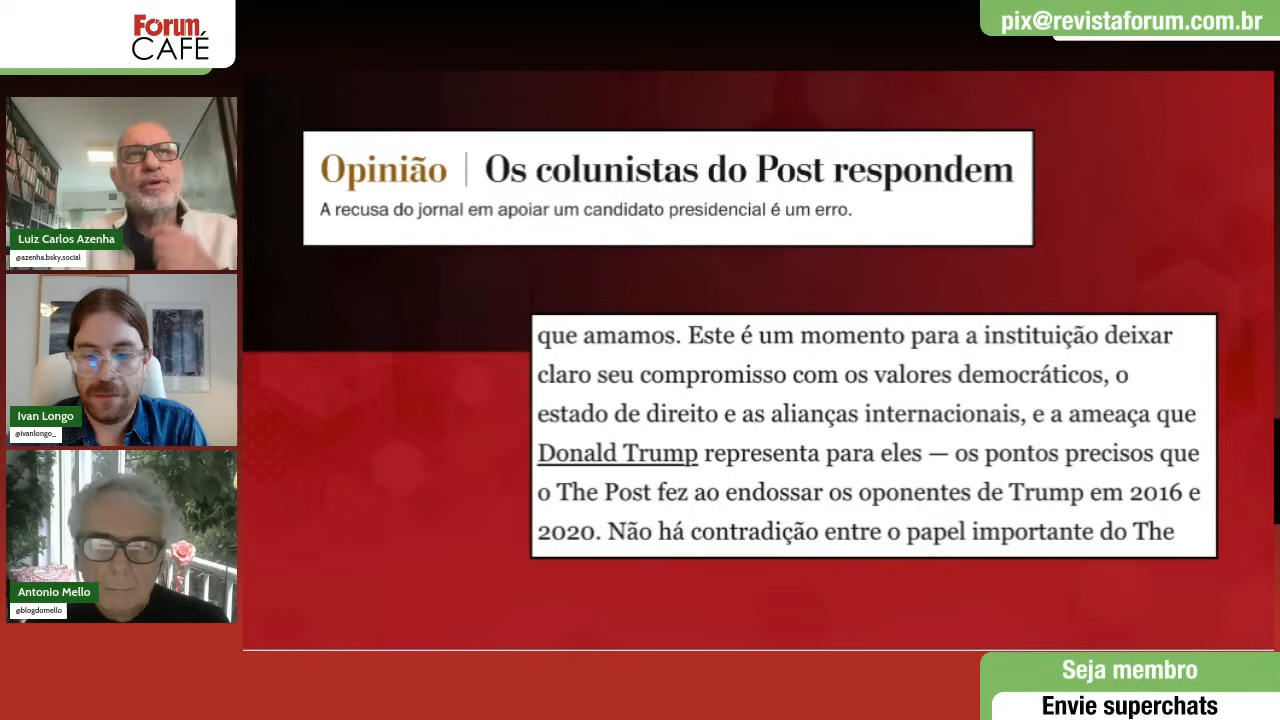 Fórum
CAFÉ
pix@revistaforum.com.br
Opinião | Os colunistas do Post respondem
A recusa do jornal em apoiar um candidato presidencial é um erro.
Luiz Carlos Azenha
@azenha.bsky.social
que amamos. Este é um momento para a instituição deixar
claro seu compromisso com os valores democráticos, o
estado de direito e as alianças internacionais, e a ameaça que
Donald Trump representa para eles — os pontos precisos que
o The Post fez ao endossar os oponentes de Trump em 2016 e
2020. Não há contradição entre o papel importante do The
Ivan Longo
@ivanlongo_
Antonio Mello
@blogdomello
Seja membro
Envie superchats